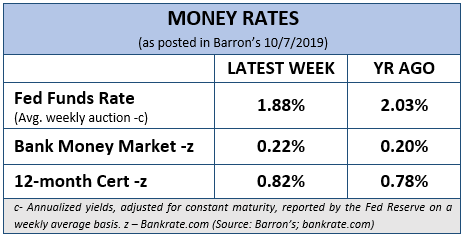 MONEY RATES
(as posted in Barron's 10/7/2019)
LATEST WEEK YR AGO
Fed Funds Rate
(Avg. weekly auction -c) 1.88% 2.03%
Bank Money Market -z 0.22% 0.20%
12-month Cert -z 0.82% 0.78%
c- Annualized yields, adjusted for constant maturity, reported by the Fed Reserve on a
weekly average basis. z – Bankrate.com (Source: Barron's; bankrate.com)